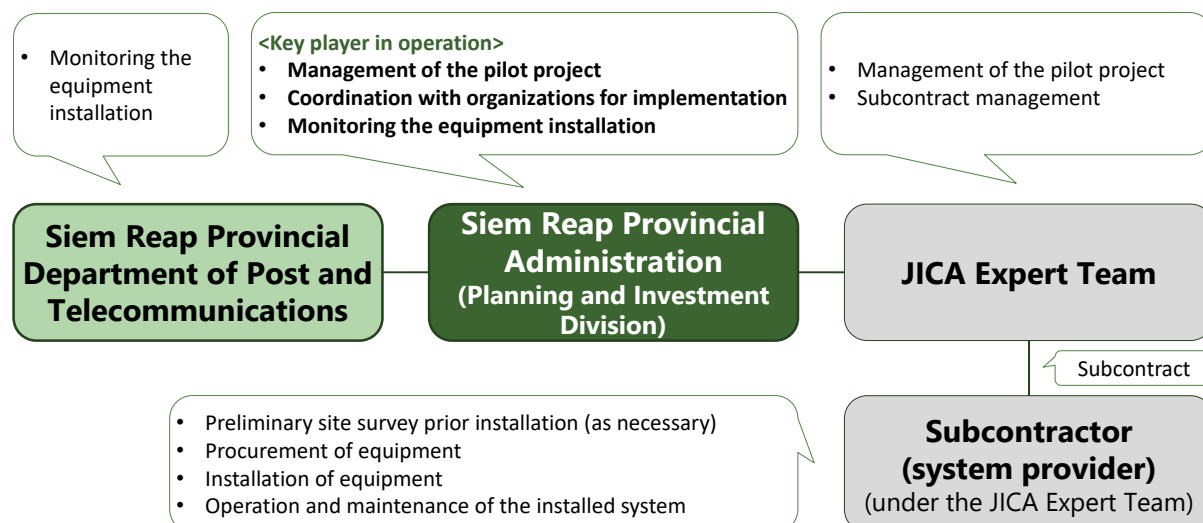 • Monitoring the
equipment
installation
<Key player in operation>
• Management of the pilot project
• Coordination with organizations for implementation
• Monitoring the equipment installation
• Management of the pilot project
• Subcontract management
Siem Reap Provincial
Department of Post and
Telecommunications
Siem Reap Provincial
Administration
(Planning and Investment
Division)
JICA Expert Team
Subcontract
• Preliminary site survey prior installation (as necessary)
• Procurement of equipment
• Installation of equipment
• Operation and maintenance of the installed system
Subcontractor
(system provider)
(under the JICA Expert Team)